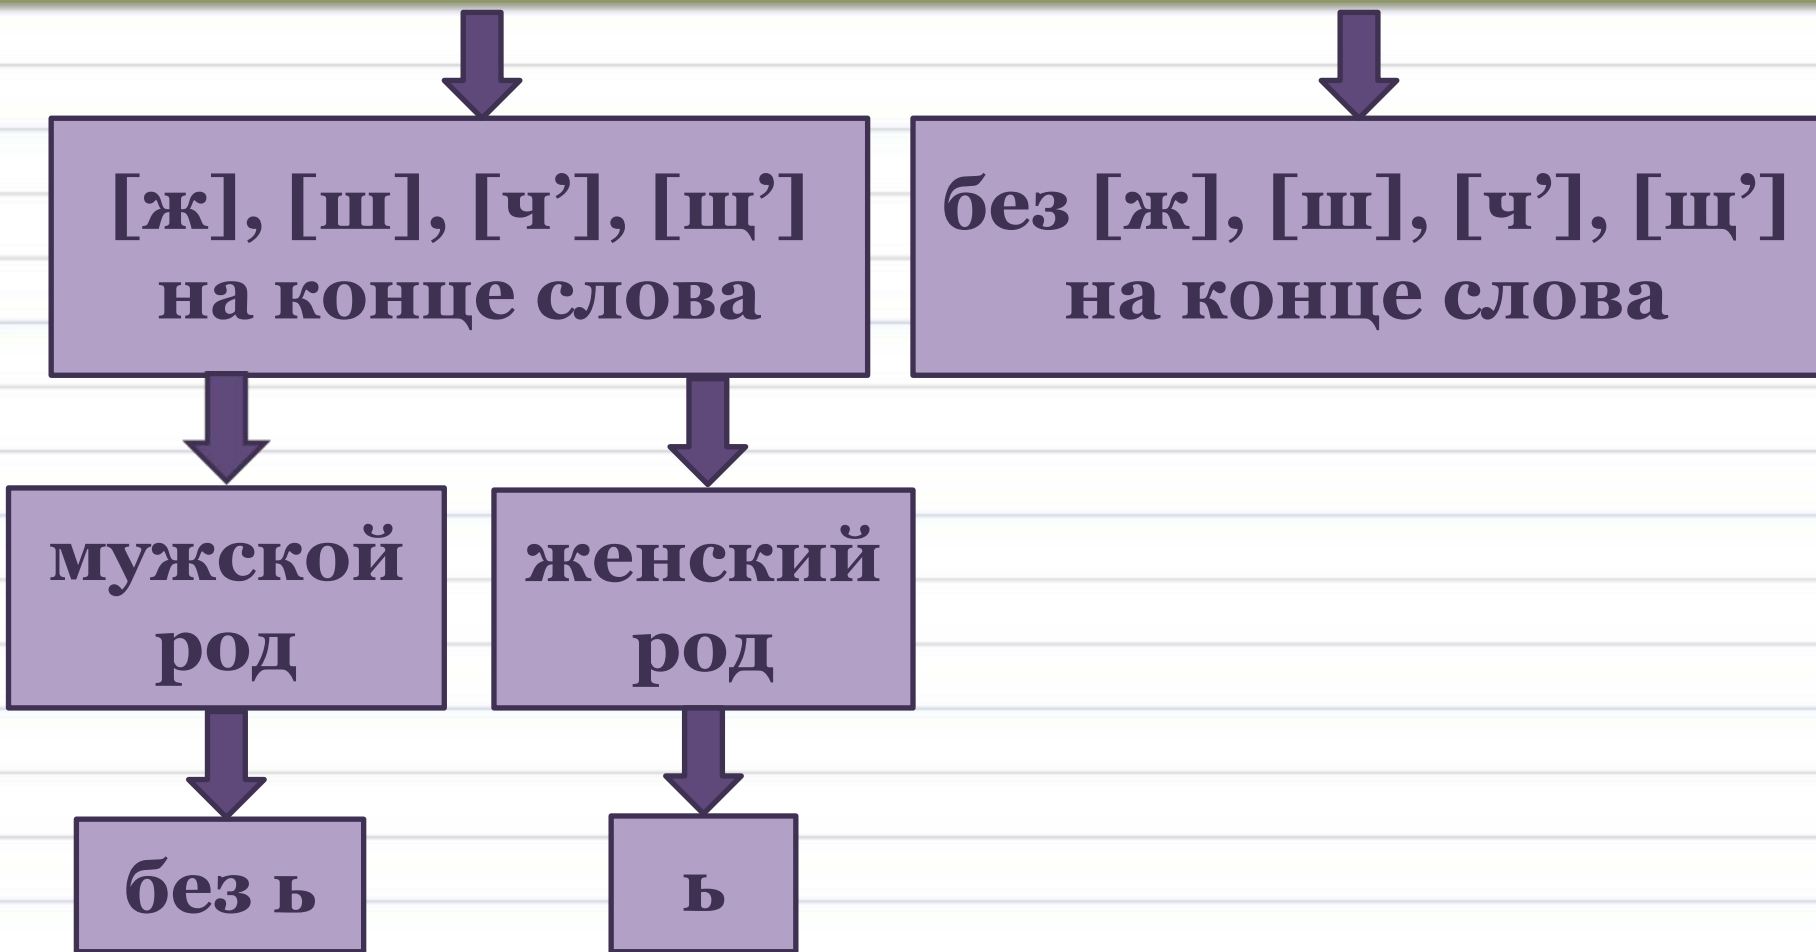 [ж], [ш], [ч’], [щ’]
на конце слова
без [ж], [ш], [ч’], [щ’]
на конце слова
мужской
род
женский
род
без ь
ь